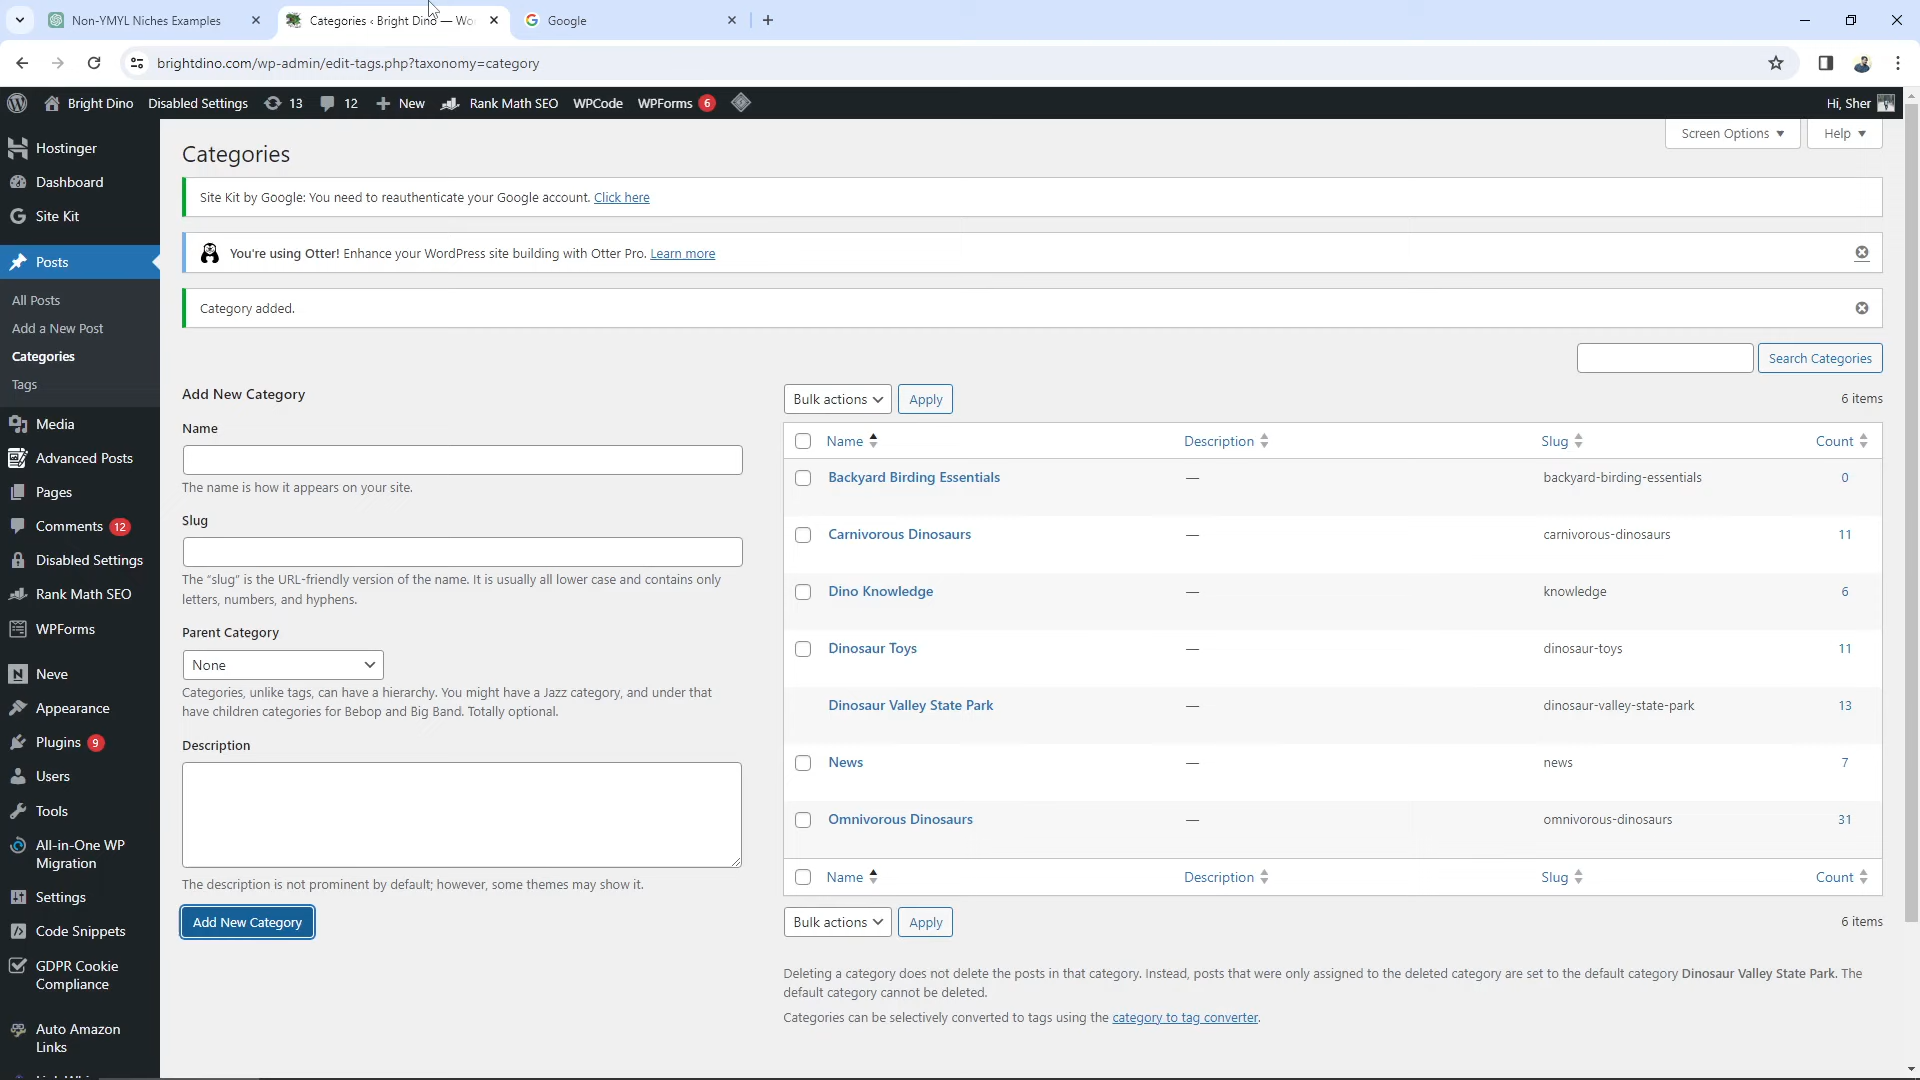 Non-YMYL Niches Examples
Categories ‹ Bright Dino — Wo
Google
brightdino.com/wp-admin/edit-tags.php?taxonomy=category
Bright Dino
Disabled Settings
13
12
New
Rank Math SEO
WPCode
WPForms 6
Hi, Sher
Hostinger
Dashboard
Site Kit
Posts
All Posts
Add a New Post
Categories
Tags
Media
Advanced Posts
Pages
Comments 12
Disabled Settings
Rank Math SEO
WPForms
Neve
Appearance
Plugins 9
Users
Tools
All-in-One WP
Migration
Settings
Code Snippets
GDPR Cookie
Compliance
Auto Amazon
Links
Screen Options
Help
Categories
Site Kit by Google: You need to reauthenticate your Google account. Click here
You're using Otter! Enhance your WordPress site building with Otter Pro. Learn more
Category added.
Search Categories
Add New Category
Name
The name is how it appears on your site.
Slug
The “slug” is the URL-friendly version of the name. It is usually all lower case and contains only
letters, numbers, and hyphens.
Parent Category
None
Categories, unlike tags, can have a hierarchy. You might have a Jazz category, and under that
have children categories for Bebop and Big Band. Totally optional.
Description
The description is not prominent by default; however, some themes may show it.
Add New Category
Bulk actions Apply 6 items
Name Description Slug Count
Backyard Birding Essentials — backyard-birding-essentials 0
Carnivorous Dinosaurs — carnivorous-dinosaurs 11
Dino Knowledge — knowledge 6
Dinosaur Toys — dinosaur-toys 11
Dinosaur Valley State Park — dinosaur-valley-state-park 13
News — news 7
Omnivorous Dinosaurs — omnivorous-dinosaurs 31
Name Description Slug Count
Bulk actions Apply 6 items
Deleting a category does not delete the posts in that category. Instead, posts that were only assigned to the deleted category are set to the default category Dinosaur Valley State Park. The
default category cannot be deleted.
Categories can be selectively converted to tags using the category to tag converter.